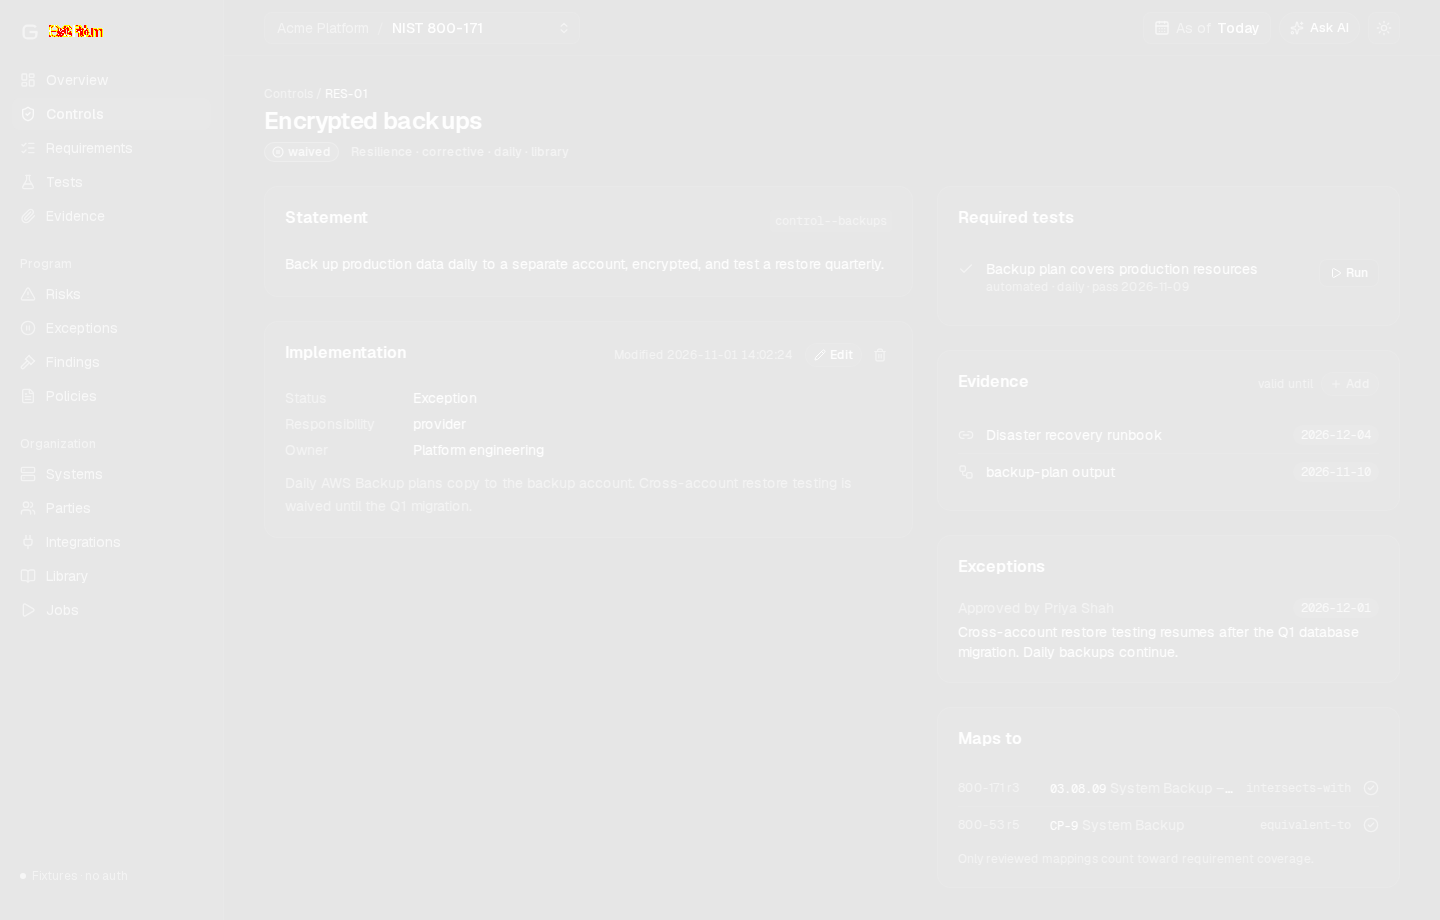 G
Acme Platform / NIST 800-171
As of Today
Ask AI
Overview
Controls
Requirements
Tests
Evidence
Program
Risks
Exceptions
Findings
Policies
Organization
Systems
Parties
Integrations
Library
Jobs
Fixtures · no auth
Controls / RES-01
Encrypted backups
waived
Resilience · corrective · daily · library
Statement
control--backups
Back up production data daily to a separate account, encrypted, and test a restore quarterly.
Implementation
Modified 2026-11-01 14:02:24
Edit
Status Exception
Responsibility provider
Owner Platform engineering
Daily AWS Backup plans copy to the backup account. Cross-account restore testing is
waived until the Q1 migration.
Required tests
Backup plan covers production resources
automated · daily · pass 2026-11-09
Run
Evidence
valid until
Add
Disaster recovery runbook 2026-12-04
backup-plan output 2026-11-10
Exceptions
Approved by Priya Shah 2026-12-01
Cross-account restore testing resumes after the Q1 database
migration. Daily backups continue.
Maps to
800-171r3 03.08.09 System Backup –… intersects-with
800-53r5 CP-9 System Backup equivalent-to
Only reviewed mappings count toward requirement coverage.